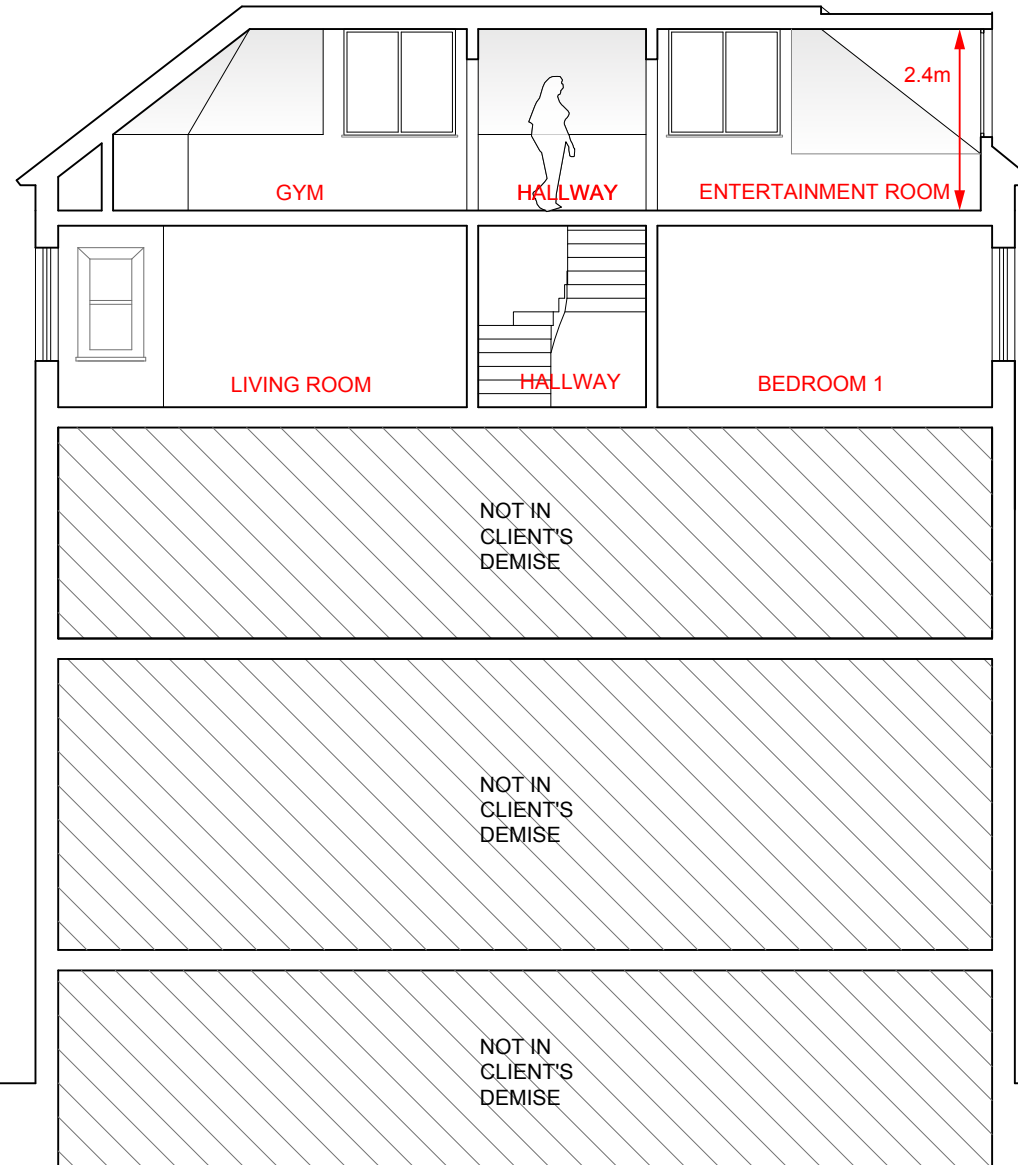 2.4m
GYM
HALLWAY
ENTERTAINMENT ROOM
LIVING ROOM
HALLWAY
BEDROOM 1
NOT IN
CLIENT'S
DEMISE
NOT IN
CLIENT'S
DEMISE
NOT IN
CLIENT'S
DEMISE